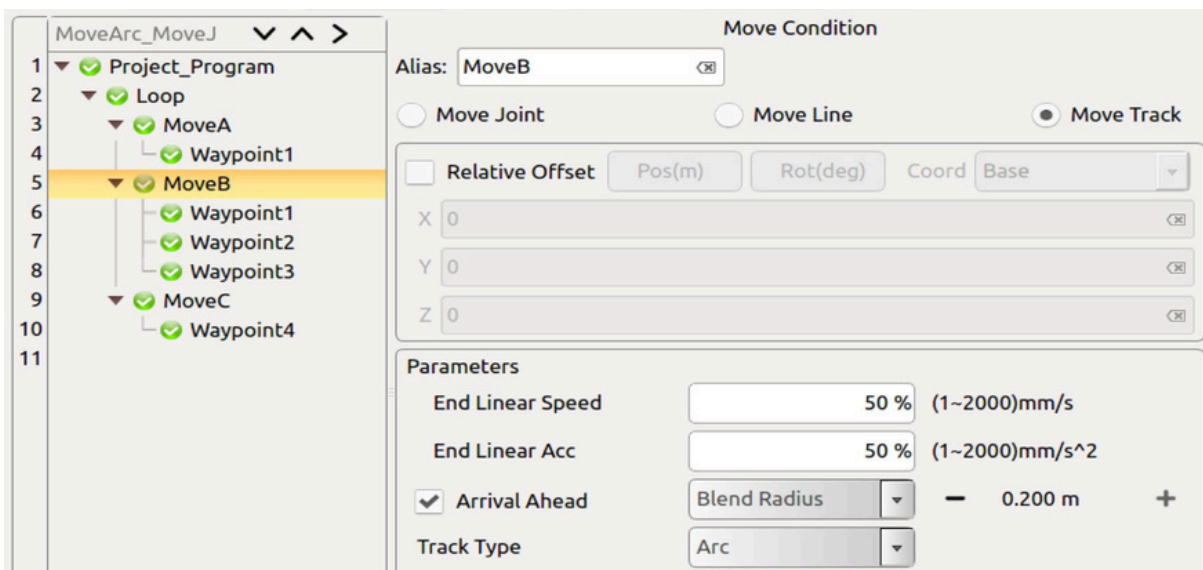 MoveArc_MoveJ
1 Project_Program
2 Loop
3 MoveA
4 Waypoint1
5 MoveB
6 Waypoint1
7 Waypoint2
8 Waypoint3
9 MoveC
10 Waypoint4
11
Move Condition
Alias: MoveB
Move Joint Move Line Move Track
Relative Offset Pos(m) Rot(deg) Coord Base
X 0
Y 0
Z 0
Parameters
End Linear Speed 50 % (1~2000)mm/s
End Linear Acc 50 % (1~2000)mm/s^2
Arrival Ahead Blend Radius − 0.200 m +
Track Type Arc